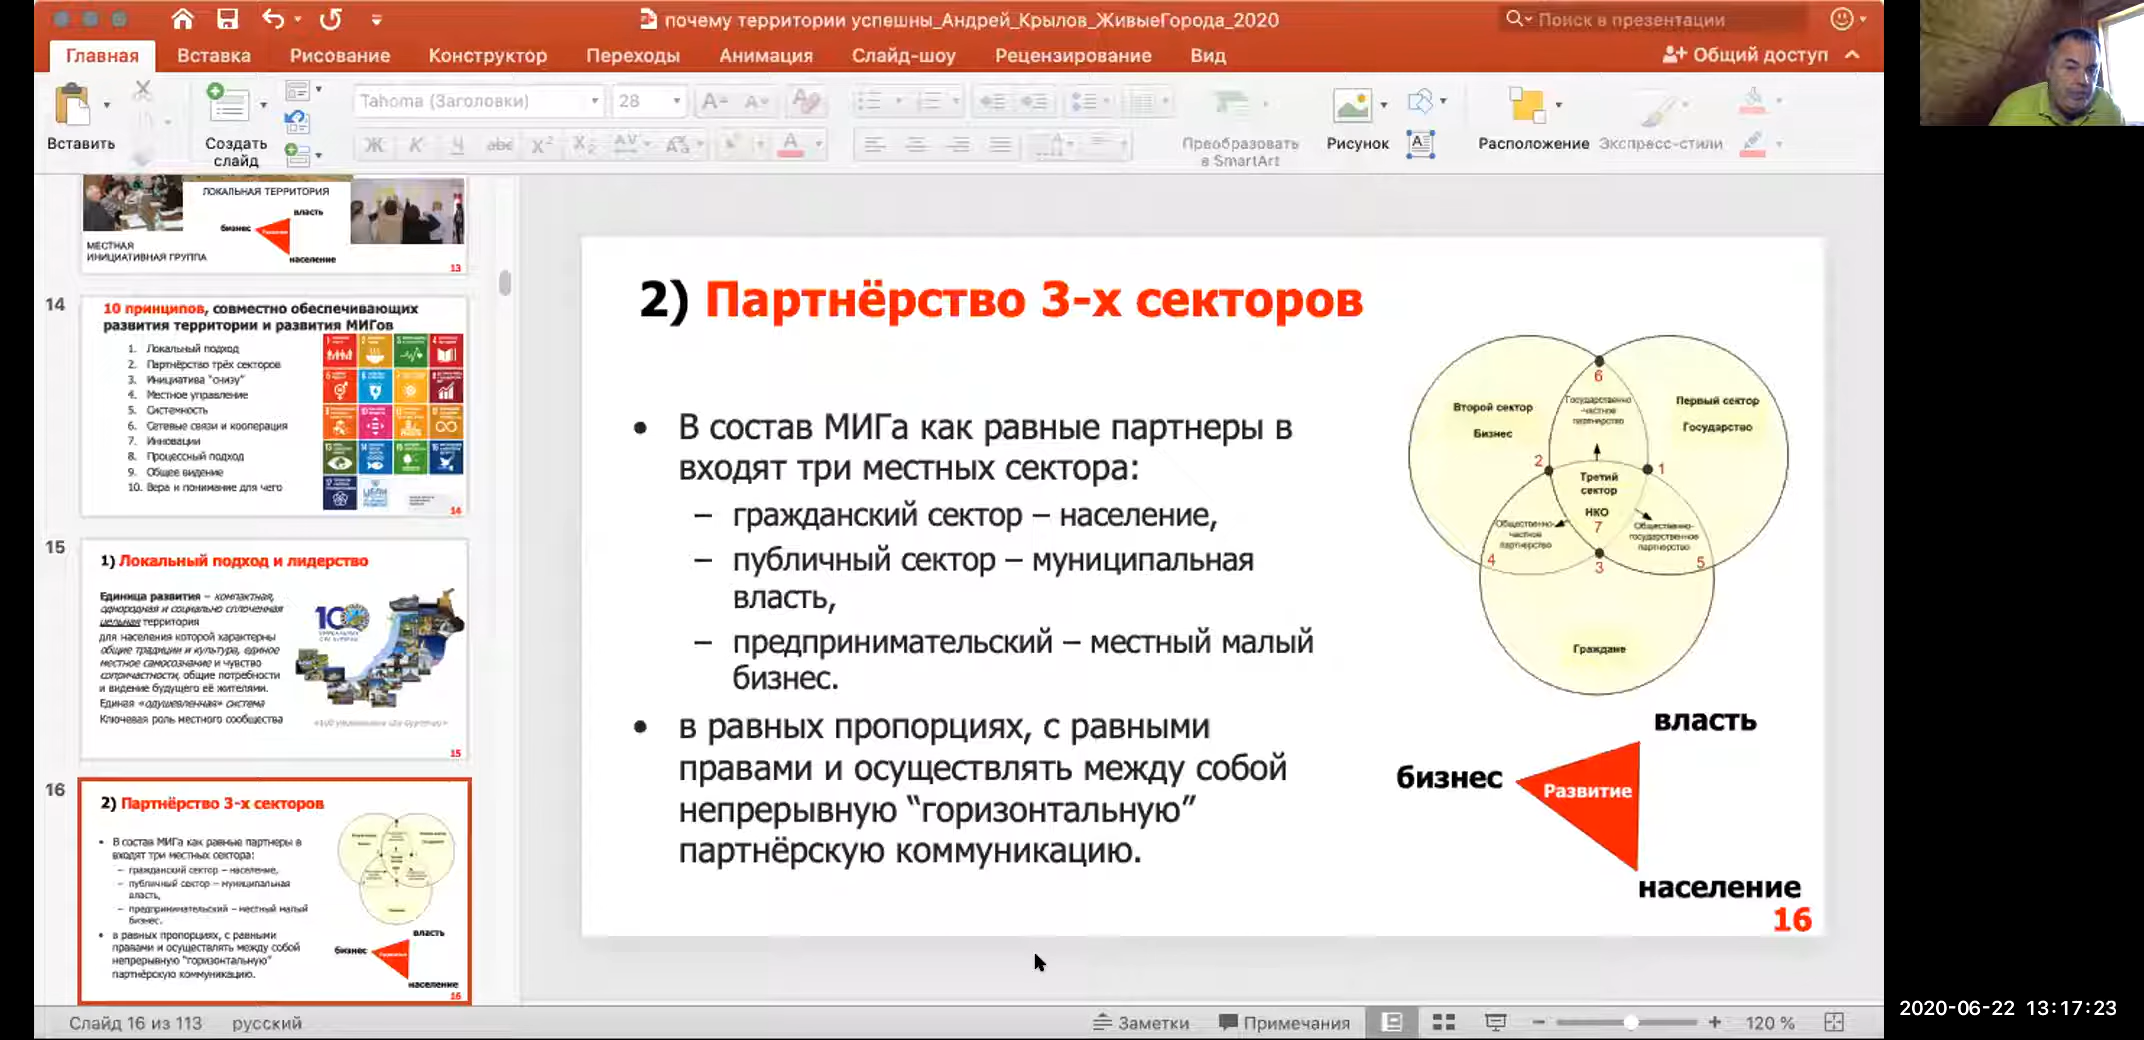 почему территории успешны_Андрей_Крылов_ЖивыеГорода_2020
Поиск в презентации
Главная
Вставка
Рисование
Конструктор
Переходы
Анимация
Слайд-шоу
Рецензирование
Вид
Общий доступ
Вставить
Создать
слайд
Tahoma (Заголовки)
28
Преобразовать
в SmartArt
Рисунок
Расположение
Экспресс-стили
ЛОКАЛЬНАЯ ТЕРРИТОРИЯ
власть
бизнес
Развитие
население
МЕСТНАЯ
ИНИЦИАТИВНАЯ ГРУППА
13
14
10 принципов, совместно обеспечивающих
развития территории и развития МИГов
1. Локальный подход
2. Партнёрство трёх секторов
3. Инициатива "снизу"
4. Местное управление
5. Системность
6. Сетевые связи и кооперация
7. Инновации
8. Процессный подход
9. Общее видение
10. Вера и понимание для чего
14
15
1) Локальный подход и лидерство
Единица развития – компактная,
однородная и социально сплоченная
цельная территория
для населения которой характерны
общие традиции и культура, единое
местное самосознание и чувство
сопричастности, общие потребности
и видение будущего её жителями.
Единая «одушевленная» система
Ключевая роль местного сообщества
15
16
2) Партнёрство 3-х секторов
• В состав МИГа как равные партнеры в
входят три местных сектора:
– гражданский сектор – население,
– публичный сектор – муниципальная
власть,
– предпринимательский – местный малый
бизнес.
• в равных пропорциях, с равными
правами и осуществлять между собой
непрерывную "горизонтальную"
партнёрскую коммуникацию.
власть
бизнес
Развитие
население
16
2) Партнёрство 3-х секторов
• В состав МИГа как равные партнеры в
входят три местных сектора:
– гражданский сектор – население,
– публичный сектор – муниципальная
власть,
– предпринимательский – местный малый
бизнес.
• в равных пропорциях, с равными
правами и осуществлять между собой
непрерывную “горизонтальную”
партнёрскую коммуникацию.
6
Второй сектор
Бизнес
Государственно
-частное
партнерство
Первый сектор
Государство
2
1
Третий
сектор
НКО
7
Общественно-
частное
партнерство
Общественно-
государственное
партнерство
4
3
5
Граждане
власть
бизнес
Развитие
население
16
Слайд 16 из 113
русский
Заметки
Примечания
120 %
2020-06-22 13:17:23